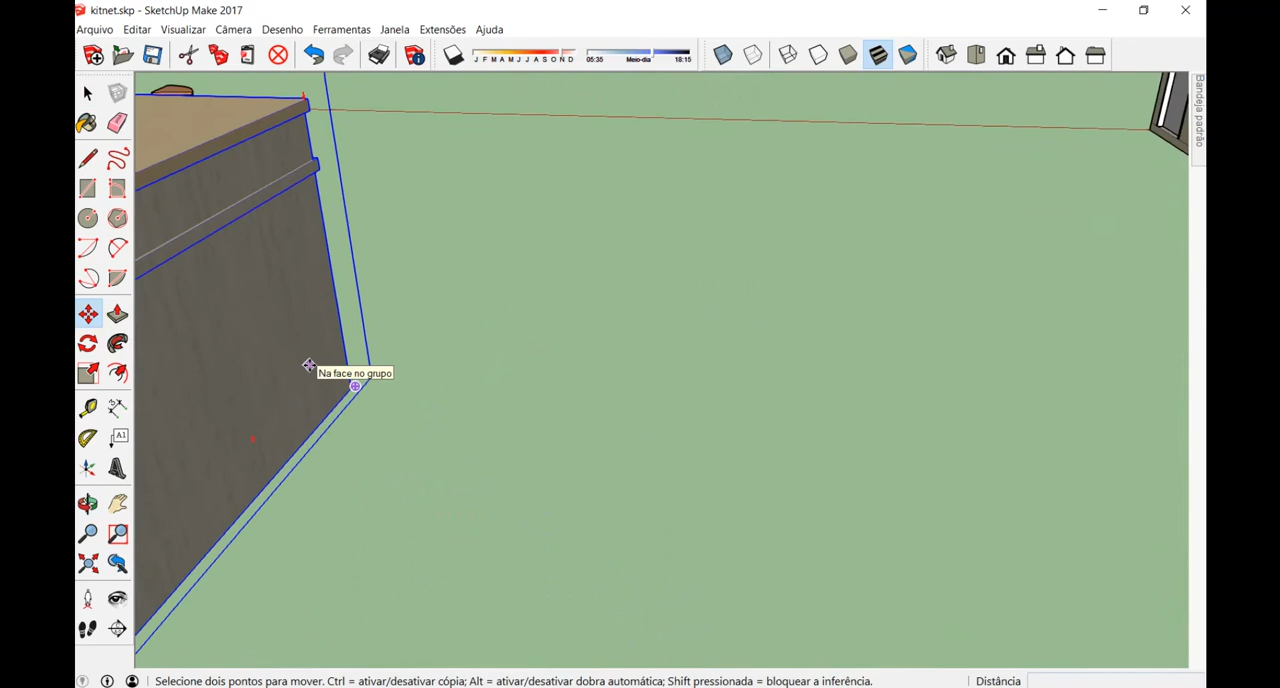 kitnet.skp - SketchUp Make 2017
Arquivo Editar Visualizar Câmera Desenho Ferramentas Janela Extensões Ajuda
J F M A M J J A S O N D 05:35 Meio-dia 18:15
Bandeja padrão
Na face no grupo
A1
Selecione dois pontos para mover. Ctrl = ativar/desativar cópia; Alt = ativar/desativar dobra automática; Shift pressionada = bloquear a inferência. Distância